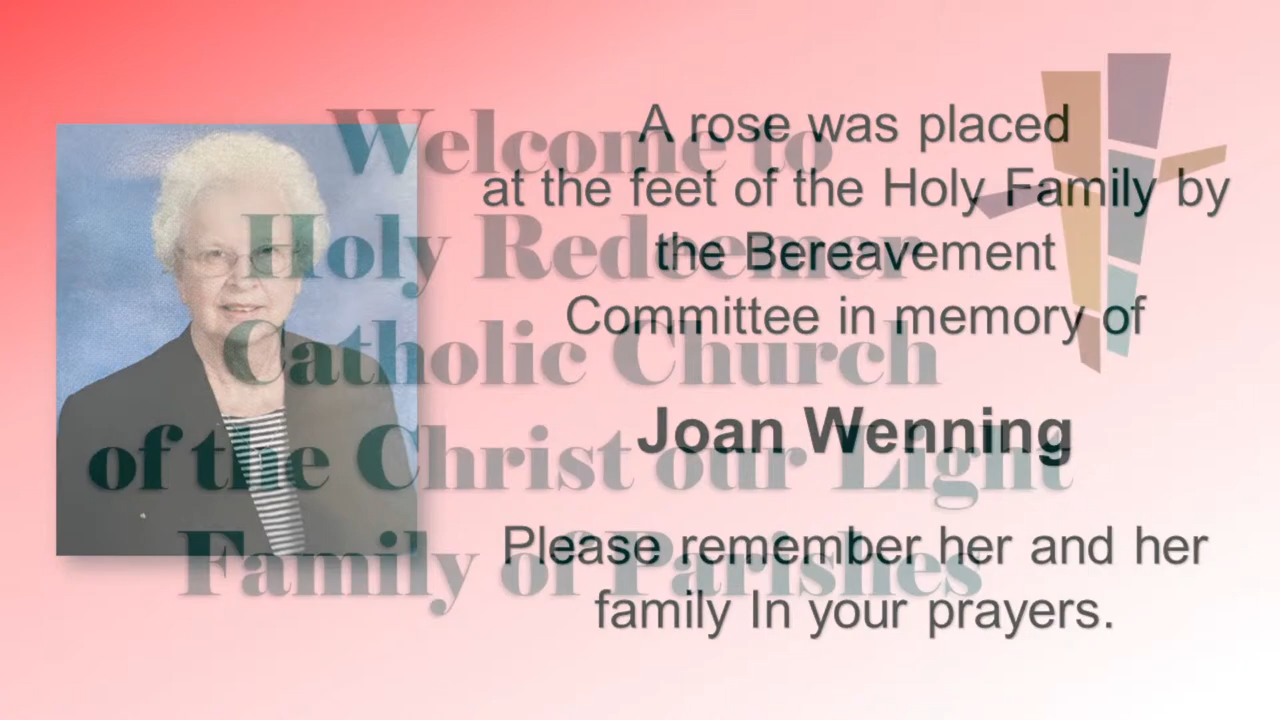 A rose was placed
at the feet of the Holy Family by
the Bereavement
Committee in memory of
Joan Wenning
Please remember her and her
family In your prayers.
Welcome to
Holy Redeemer
Catholic Church
of the Christ our Light
Family of Parishes